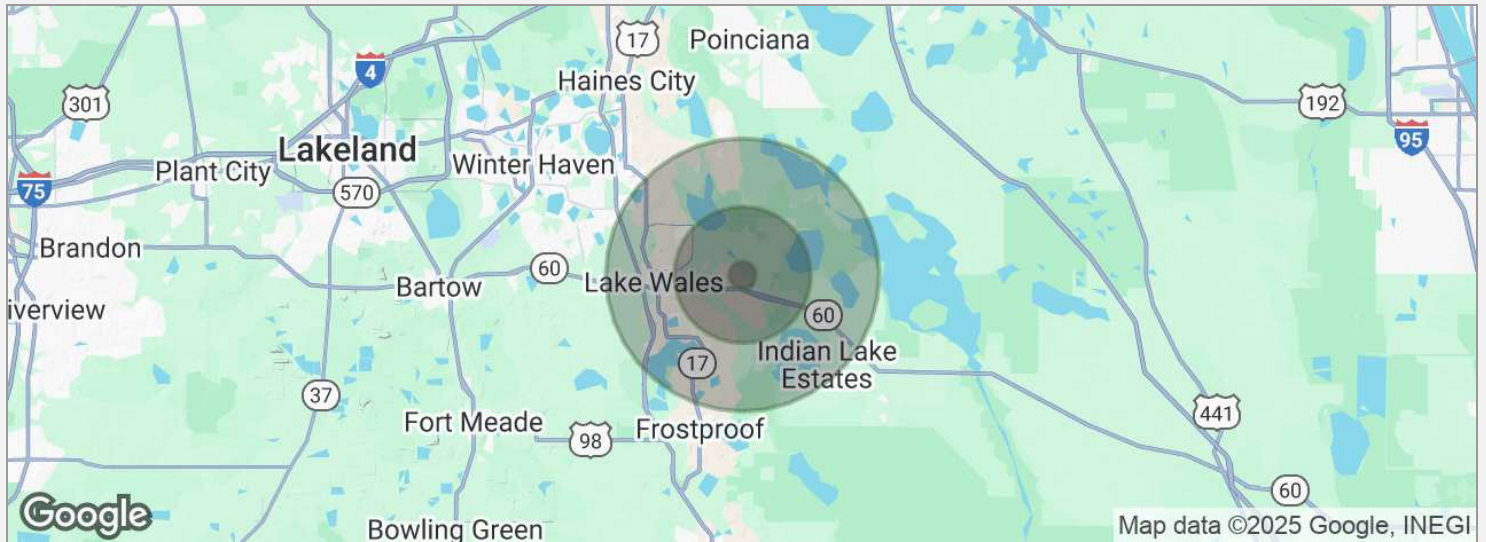 17
Poinciana
4
Haines City
301
192
Lakeland
95
Winter Haven
Plant City
75
570
Brandon
60
Lake Wales
Bartow
iverview
60
Indian Lake
Estates
17
37
441
Fort Meade
98
Frostproof
60
Google
Bowling Green
Map data ©2025 Google, INEGI